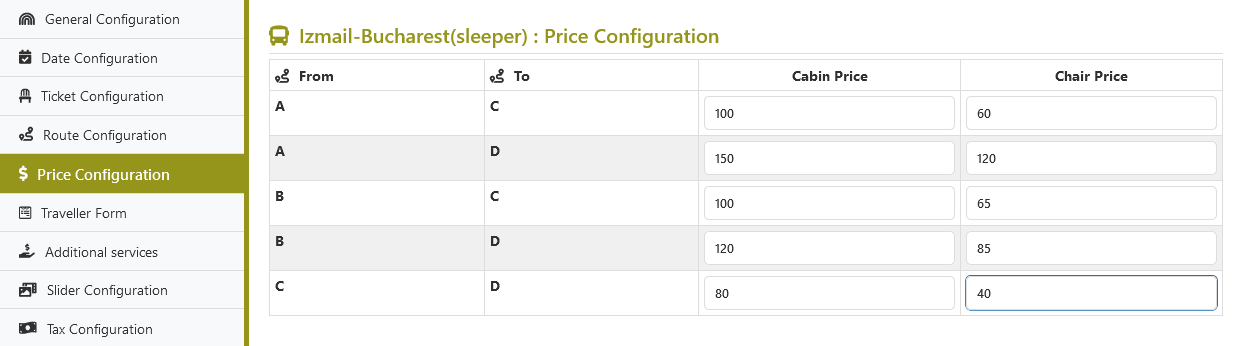 General Configuration
Date Configuration
Ticket Configuration
Route Configuration
Price Configuration
Traveller Form
Additional services
Slider Configuration
Tax Configuration
Izmail-Bucharest(sleeper) : Price Configuration
From To Cabin Price Chair Price
A C 100 60
A D 150 120
B C 100 65
B D 120 85
C D 80 40